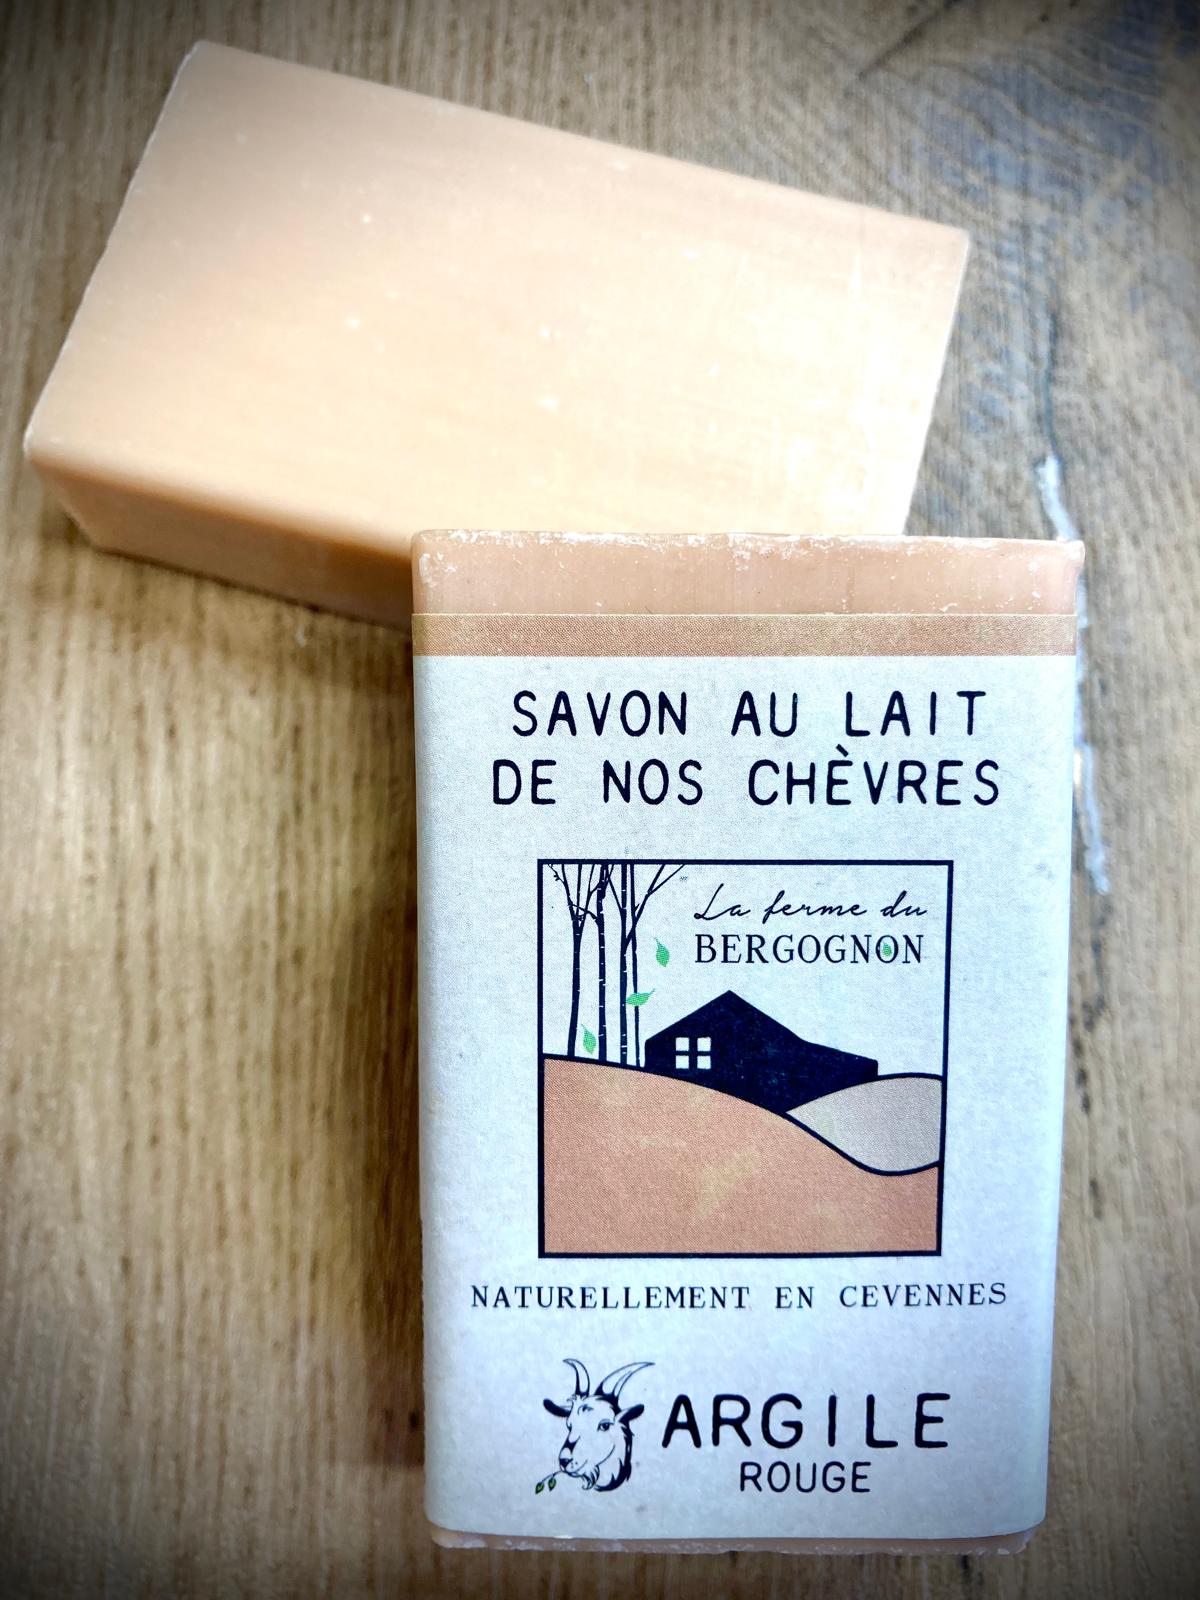 SAVON AU LAIT
DE NOS CHÈVRES
La ferme du
BERGOGNON
NATURELLEMENT EN CEVENNES
ARGILE
ROUGE